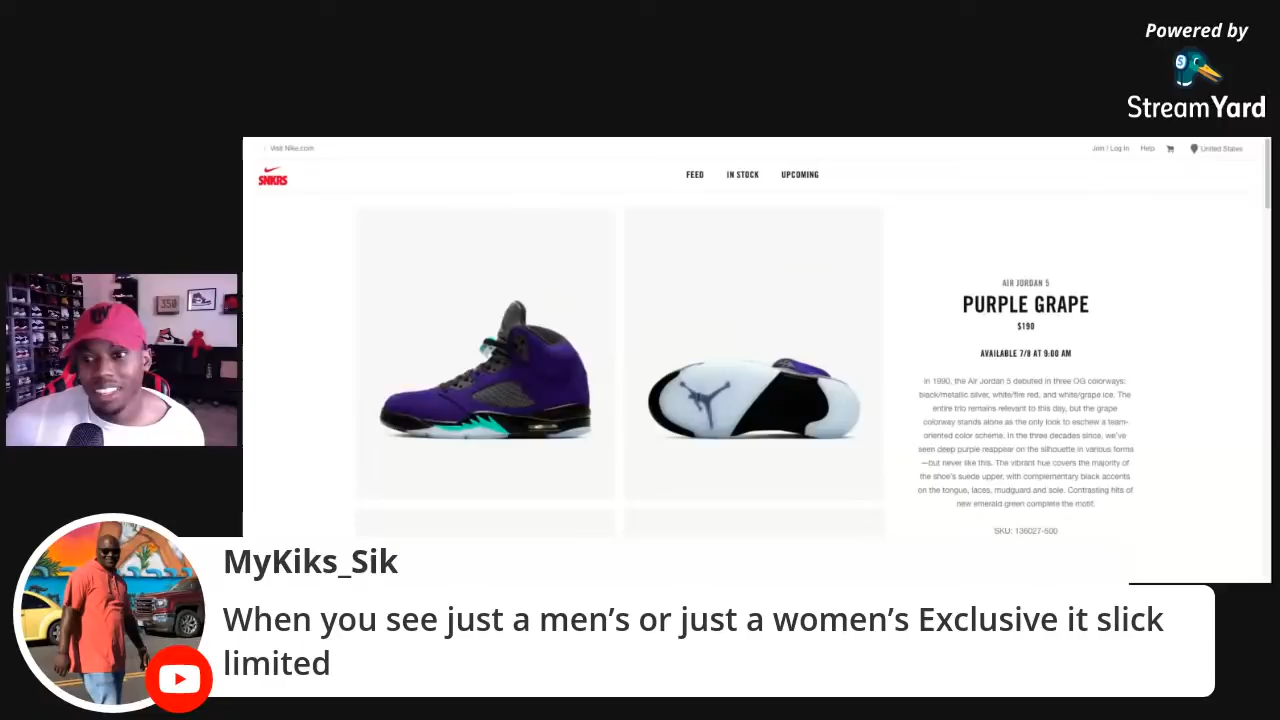 Powered by
StreamYard
Visit Nike.com
Join / Log In Help United States
SNKRS
FEED IN STOCK UPCOMING
350
AIR JORDAN 5
PURPLE GRAPE
$190
AVAILABLE 7/8 AT 9:00 AM
In 1990, the Air Jordan 5 debuted in three OG colorways:
black/metallic silver, white/fire red, and white/grape ice. The
entire trio remains relevant to this day, but the grape
colorway stands alone as the only look to eschew a team-
oriented color scheme. In the three decades since, we've
seen deep purple reappear on the silhouette in various forms
—but never like this. The vibrant hue covers the majority of
the shoe's suede upper, with complementary black accents
on the tongue, laces, mudguard and sole. Contrasting hits of
new emerald green complete the motif.
SKU: 136027-500
MyKiks_Sik
When you see just a men’s or just a women’s Exclusive it slick
limited